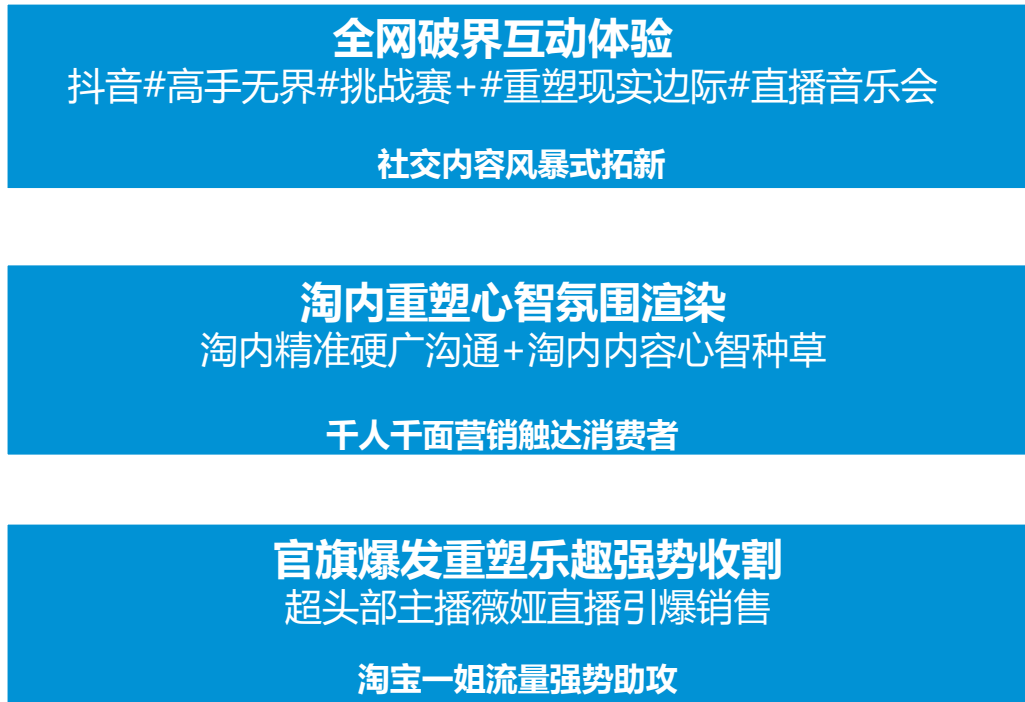 全网破界互动体验
抖音#高手无界#挑战赛+#重塑现实边际#直播音乐会
社交内容风暴式拓新
淘内重塑心智氛围渲染
淘内精准硬广沟通+淘内内容心智种草
千人千面营销触达消费者
官旗爆发重塑乐趣强势收割
超头部主播薇娅直播引爆销售
淘宝一姐流量强势助攻